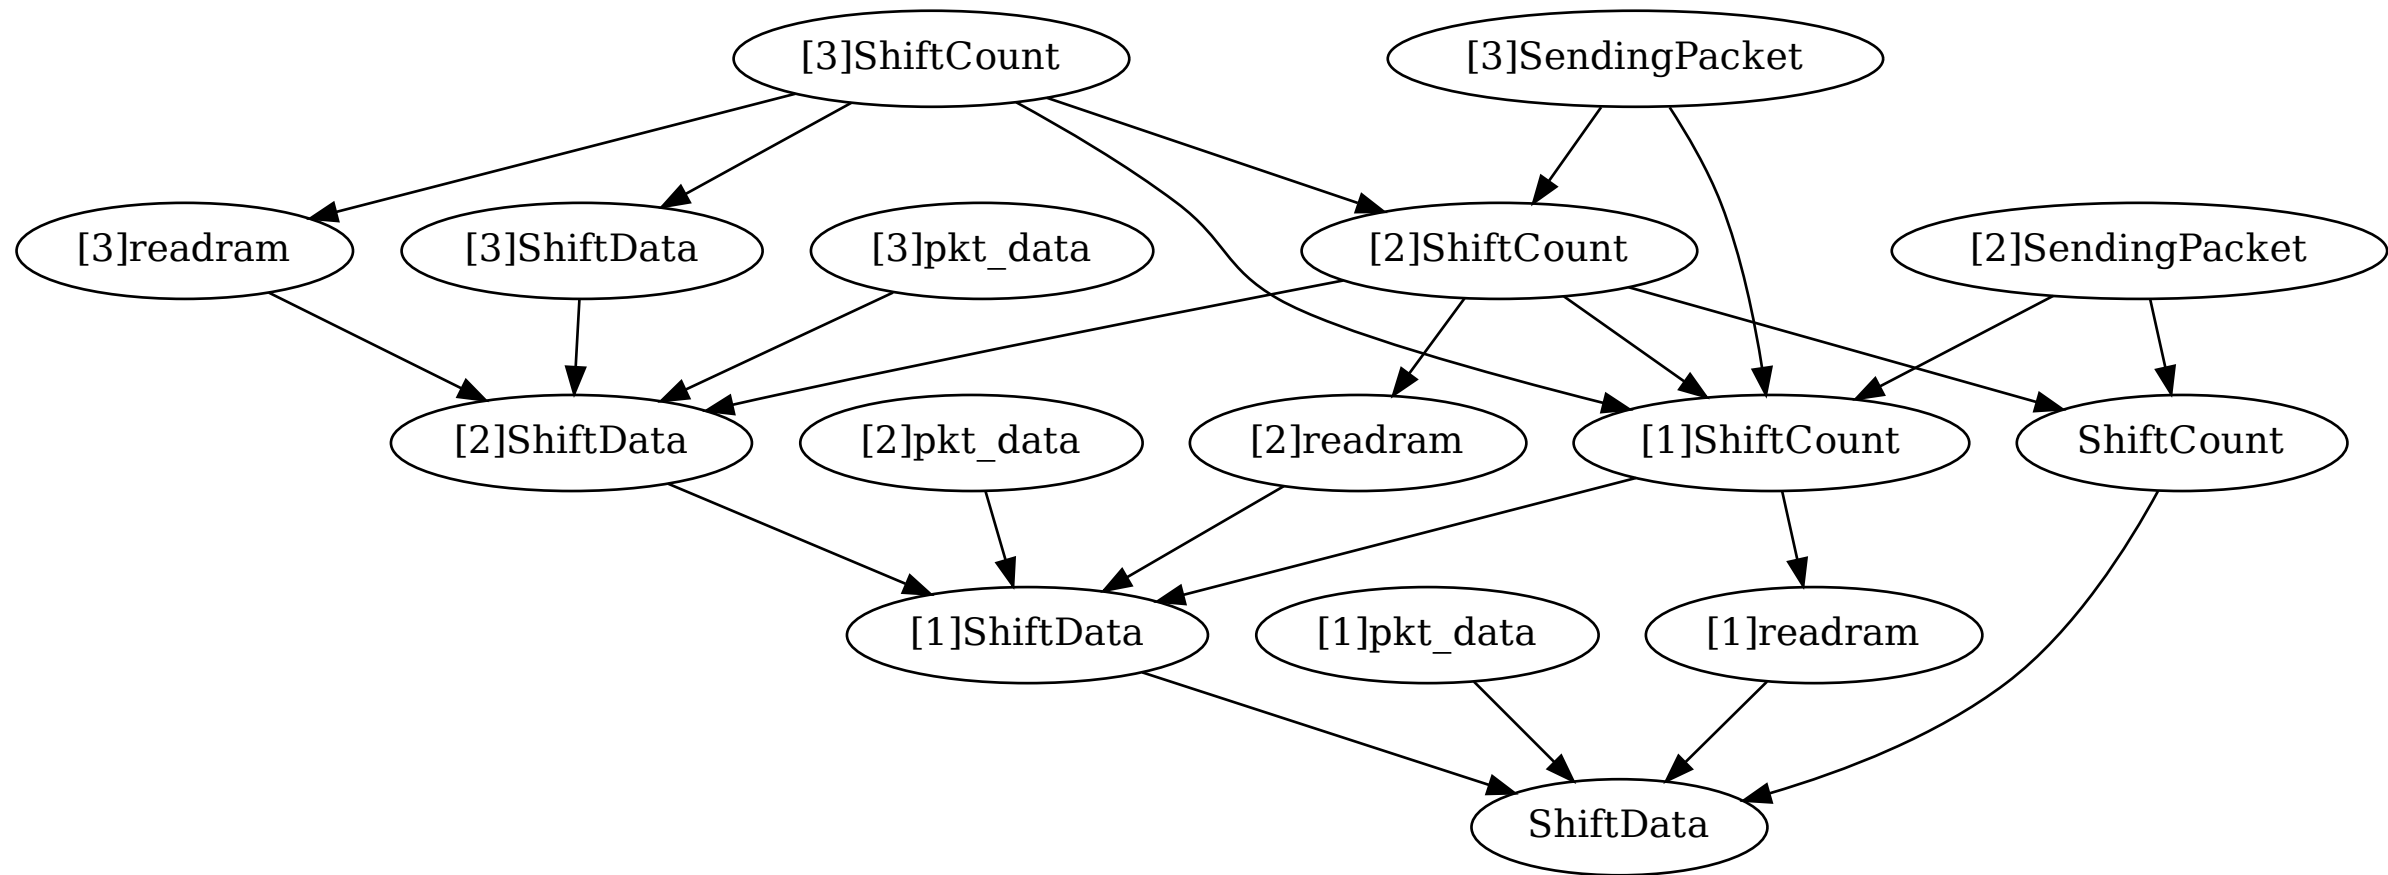 [3]ShiftCount
[3]SendingPacket
[3]readram
[3]ShiftData
[3]pkt_data
[2]ShiftCount
[2]SendingPacket
[2]ShiftData
[2]pkt_data
[2]readram
[1]ShiftCount
ShiftCount
[1]ShiftData
[1]pkt_data
[1]readram
ShiftData